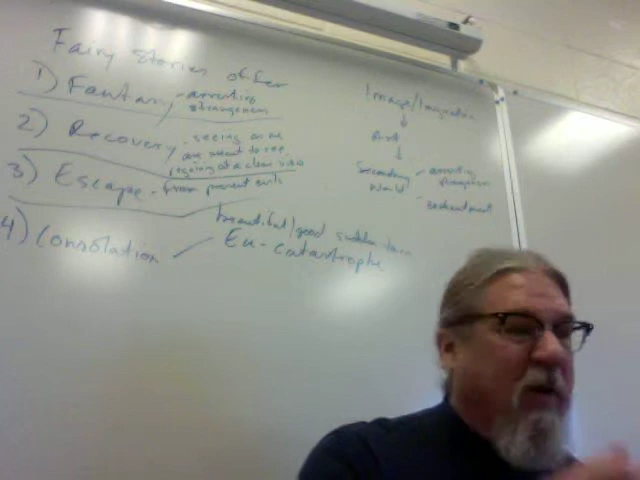 Fairy Stories offer
1) Fantasy - arresting
strangeness
2) Recovery - seeing as we
are meant to see
regaining of a clear view
3) Escape - from present evils
4) Consolation
beautiful/good sudden turn
Eu-catastrophe
Image/Imagination
↓
Art
↓
Secondary
World
- arresting
strangeness
- enchantment